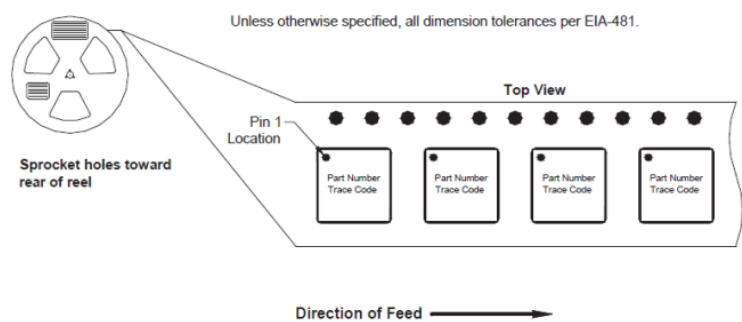 Unless otherwise specified, all dimension tolerances per EIA-481.
Top View
Pin 1
Location
Sprocket holes toward
rear of reel
Part Number
Trace Code
Part Number
Trace Code
Part Number
Trace Code
Part Number
Trace Code
Direction of Feed